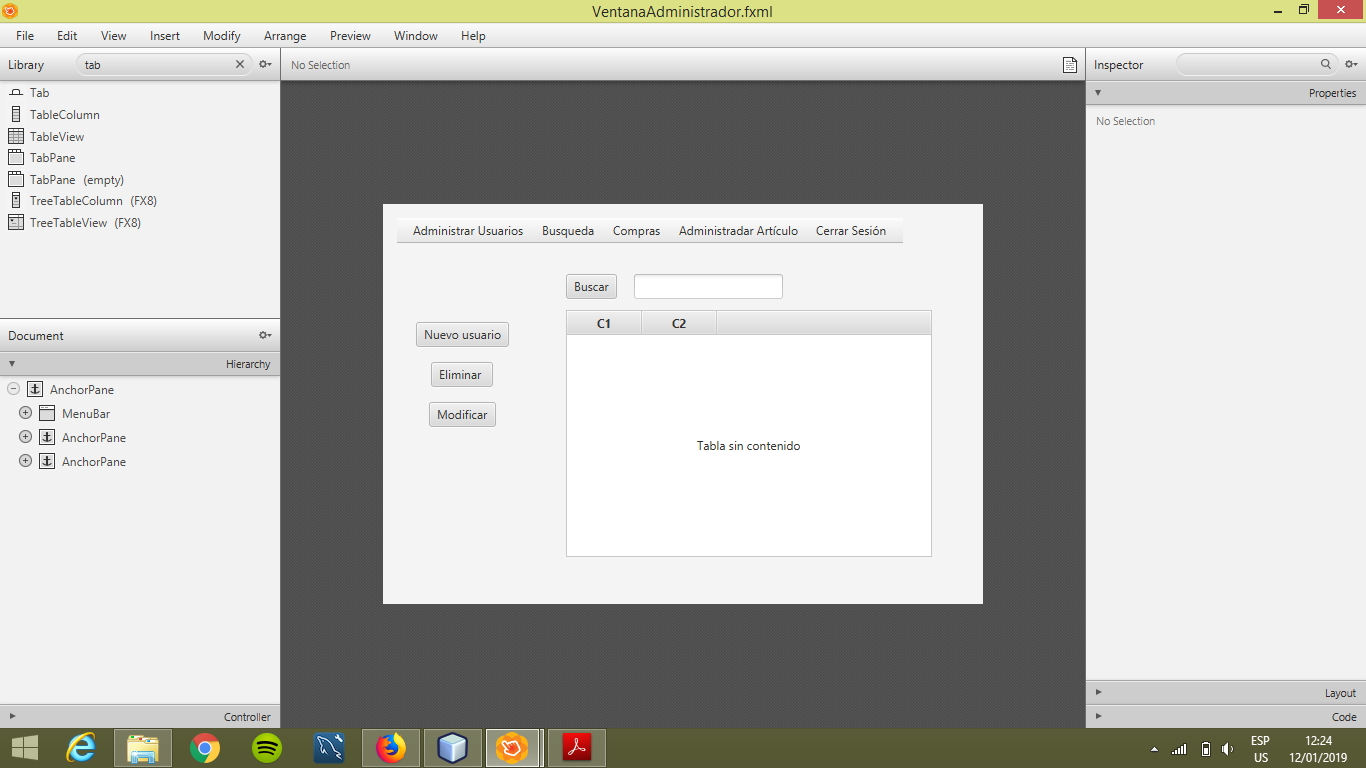 VentanaAdministrador.fxml
File Edit View Insert Modify Arrange Preview Window Help
Library tab
No Selection
Inspector
Tab
TableColumn
TableView
TabPane
TabPane (empty)
TreeTableColumn (FX8)
TreeTableView (FX8)
Document
Hierarchy
AnchorPane
MenuBar
AnchorPane
AnchorPane
Controller
Administrar Usuarios Busqueda Compras Administradar Artículo Cerrar Sesión
Buscar
Nuevo usuario
Eliminar
Modificar
C1 C2
Tabla sin contenido
Properties
No Selection
Layout
Code
ESP 12:24
US 12/01/2019